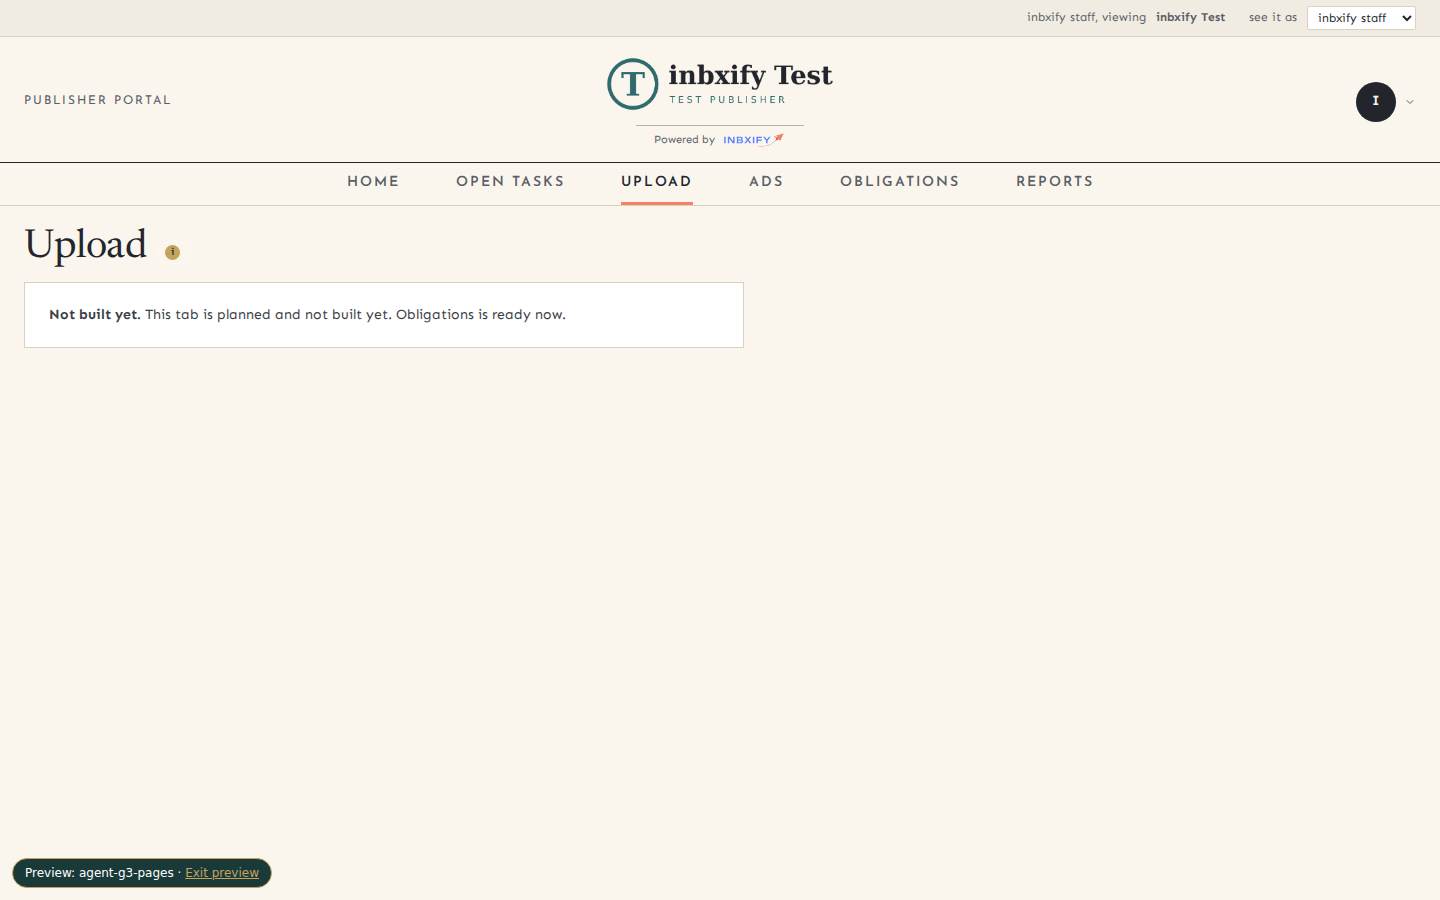 inbxify staff, viewing inbxify Test see it as inbxify staff
T inbxify Test
TEST PUBLISHER
PUBLISHER PORTAL
I
Powered by INBXIFY
HOME OPEN TASKS UPLOAD ADS OBLIGATIONS REPORTS
Upload i
Not built yet. This tab is planned and not built yet. Obligations is ready now.
Preview: agent-g3-pages · Exit preview